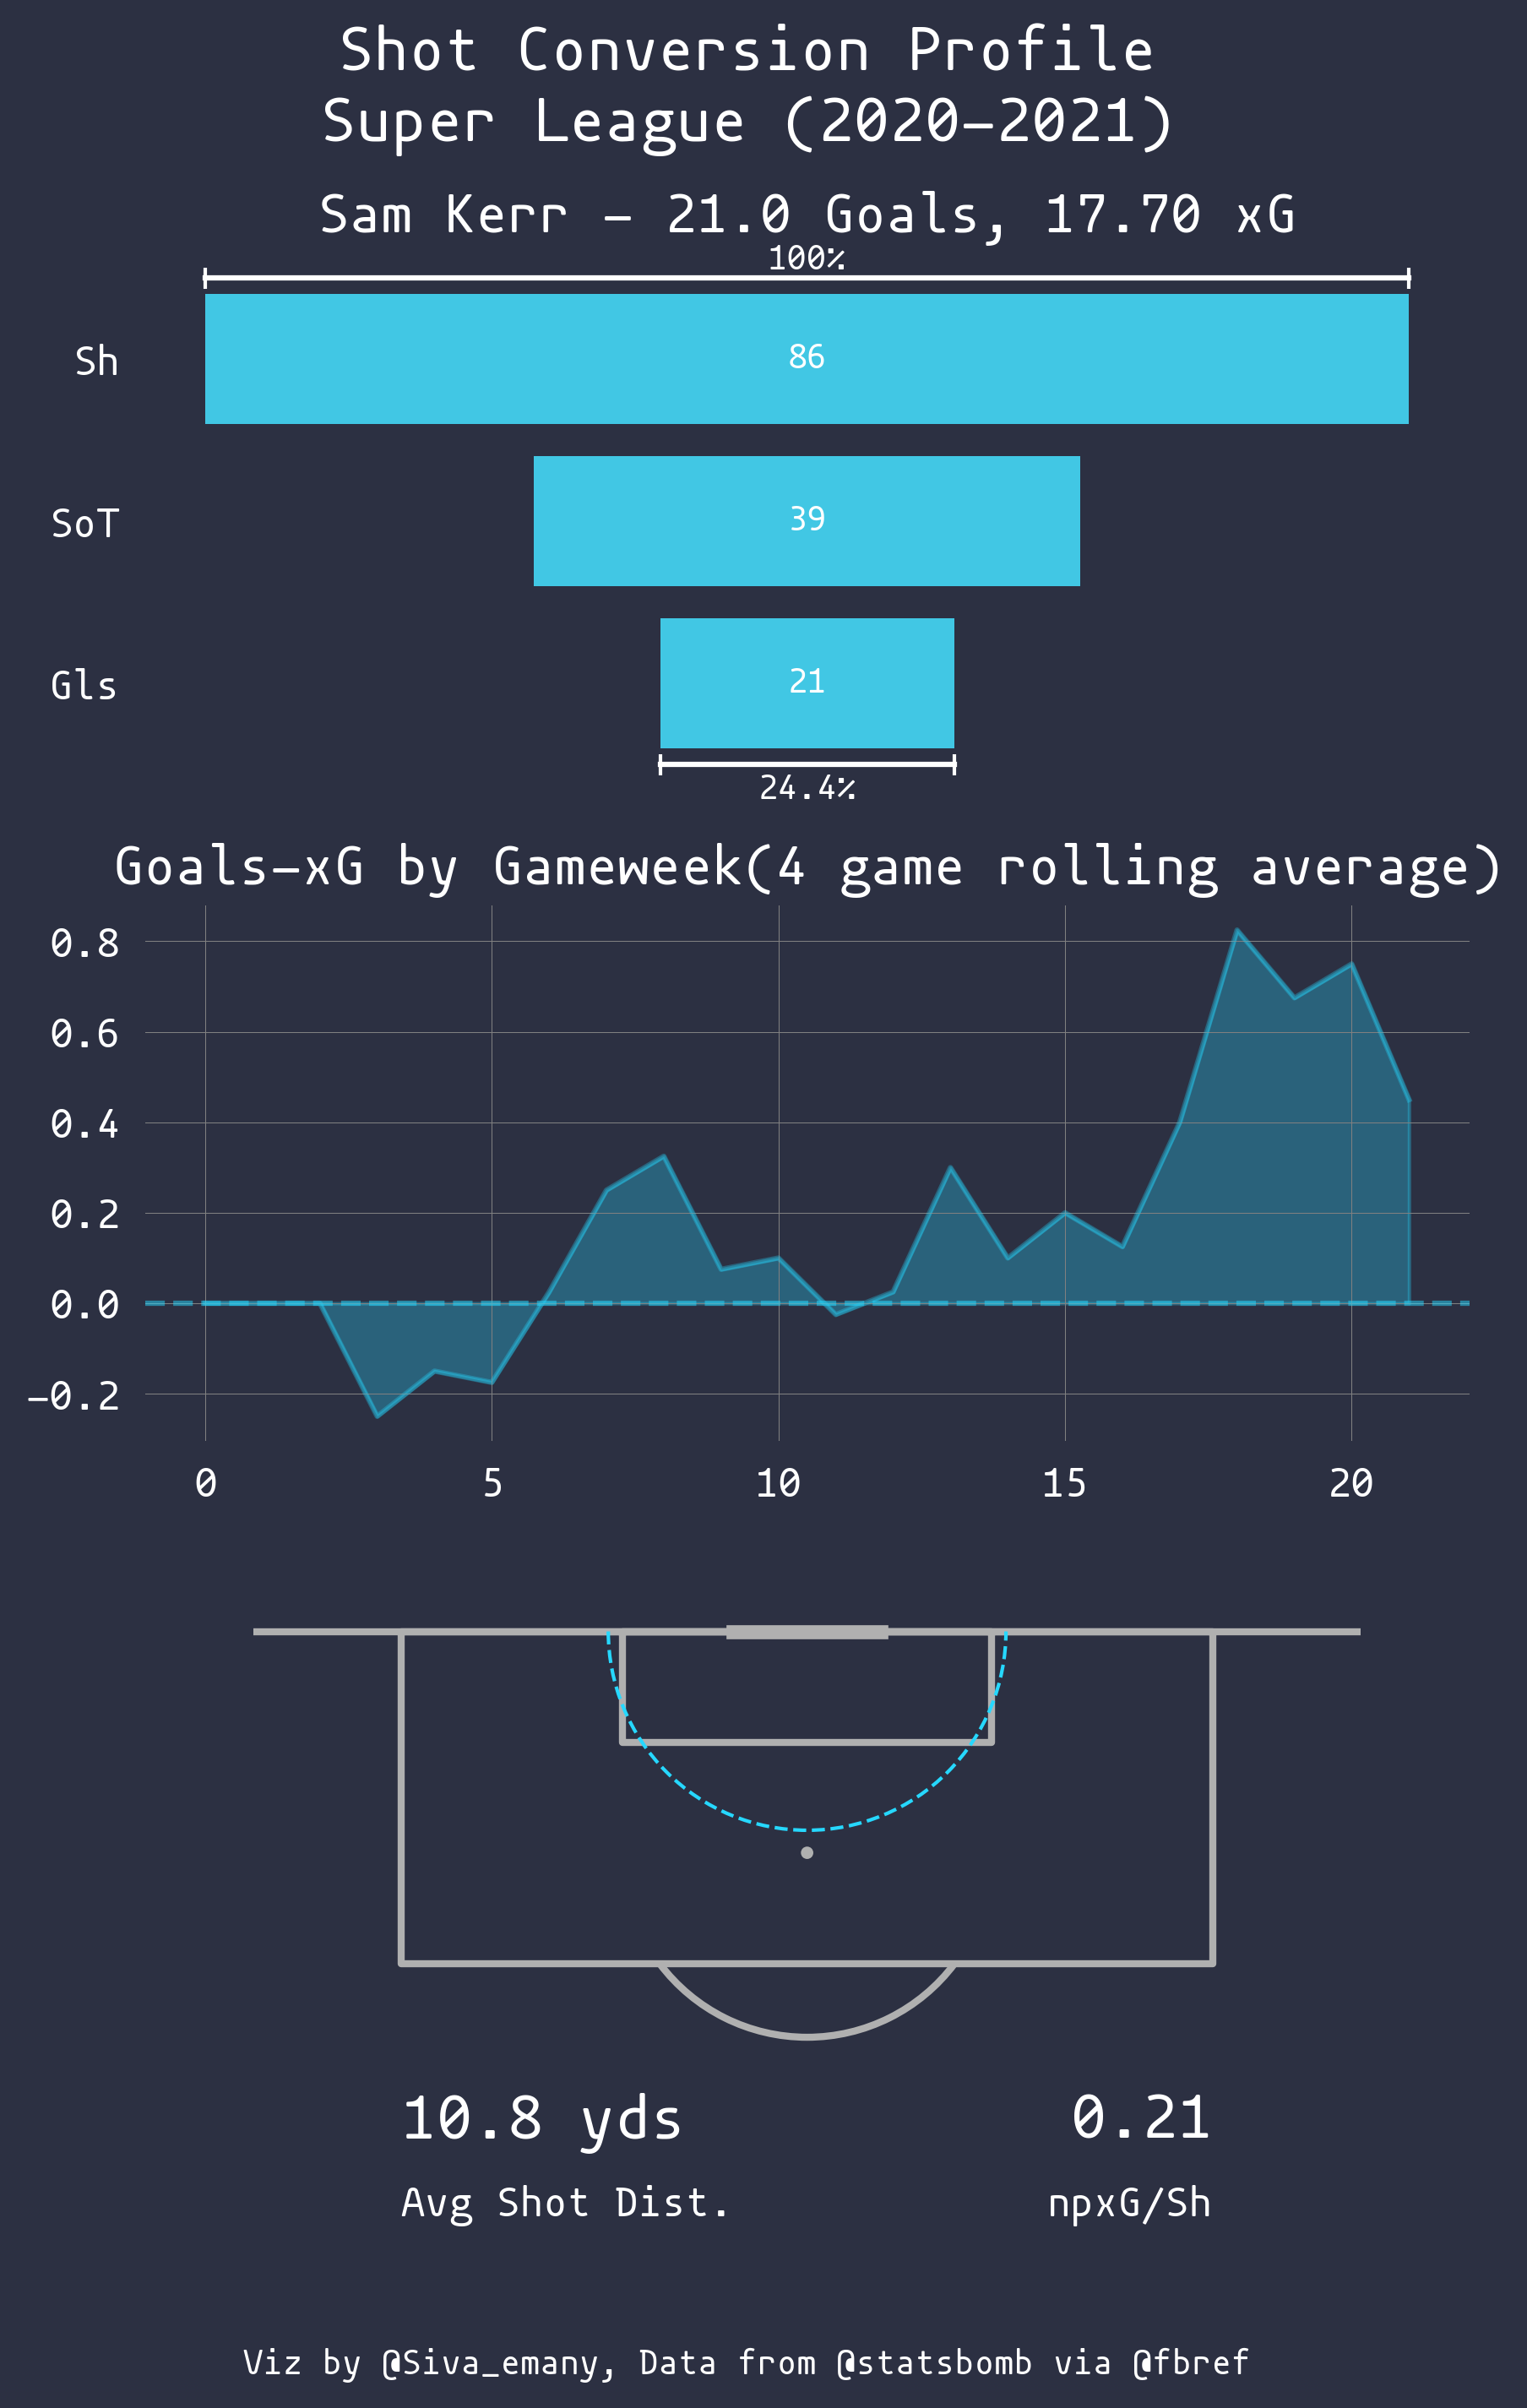 Shot Conversion Profile
Super League (2020-2021)
Sam Kerr - 21.0 Goals, 17.70 xG
100%
Sh
86
SoT
39
Gls
21
24.4%
Goals-xG by Gameweek(4 game rolling average)
0.8
0.6
0.4
0.2
0.0
-0.2
0 5 10 15 20
10.8 yds 0.21
Avg Shot Dist. npxG/Sh
Viz by @Siva_emany, Data from @statsbomb via @fbref